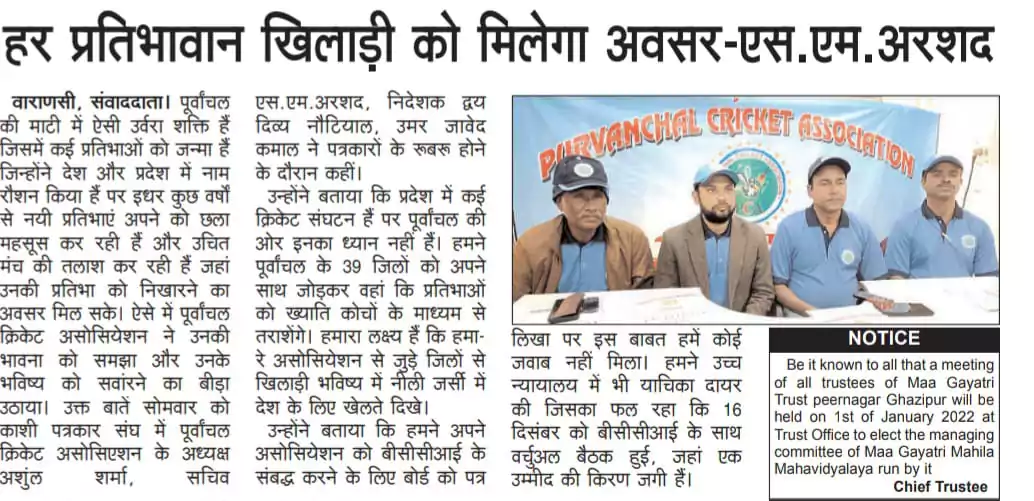 हर प्रतिभावान खिलाड़ी को मिलेगा अवसर-एस.एम.अरशद
वाराणसी, संवाददाता। पूर्वांचल
की माटी में ऐसी उर्वरा शक्ति हैं
जिसमें कई प्रतिभाओं को जन्मा हैं
जिन्होंने देश और प्रदेश में नाम
रौशन किया हैं पर इधर कुछ वर्षों
से नयी प्रतिभाएं अपने को छला
महसूस कर रही हैं और उचित
मंच की तलाश कर रही हैं जहां
उनकी प्रतिभा को निखारने का
अवसर मिल सके। ऐसे में पूर्वांचल
क्रिकेट असोसियेशन ने उनकी
भावना को समझा और उनके
भविष्य को सवांरने का बीड़ा
उठाया। उक्त बातें सोमवार को
काशी पत्रकार संघ में पूर्वांचल
क्रिकेट असोसिएशन के अध्यक्ष
अशुंल शर्मा, सचिव
एस.एम.अरशद, निदेशक द्वय
दिव्य नौटियाल, उमर जावेद
कमाल ने पत्रकारों के रूबरू होने
के दौरान कहीं।
उन्होंने बताया कि प्रदेश में कई
क्रिकेट संघटन हैं पर पूर्वांचल की
ओर इनका ध्यान नहीं हैं। हमने
पूर्वांचल के 39 जिलों को अपने
साथ जोड़कर वहां कि प्रतिभाओं
को ख्याति कोचों के माध्यम से
तराशेंगे। हमारा लक्ष्य हैं कि हमा-
रे असोसियेशन से जुड़े जिलों से
खिलाड़ी भविष्य में नीली जर्सी में
देश के लिए खेलते दिखे।
उन्होंने बताया कि हमने अपने
असोसियेशन को बीसीसीआई के
संबद्ध करने के लिए बोर्ड को पत्र
PURVANCHAL CRICKET ASSOCIATION
लिखा पर इस बाबत हमें कोई
जवाब नहीं मिला। हमने उच्च
न्यायालय में भी याचिका दायर
की जिसका फल रहा कि 16
दिसंबर को बीसीसीआई के साथ
वर्चुअल बैठक हुई, जहां एक
उम्मीद की किरण जगी हैं।
NOTICE
Be it known to all that a meeting
of all trustees of Maa Gayatri
Trust peernagar Ghazipur will be
held on 1st of January 2022 at
Trust Office to elect the managing
committee of Maa Gayatri Mahila
Mahavidyalaya run by it
Chief Trustee